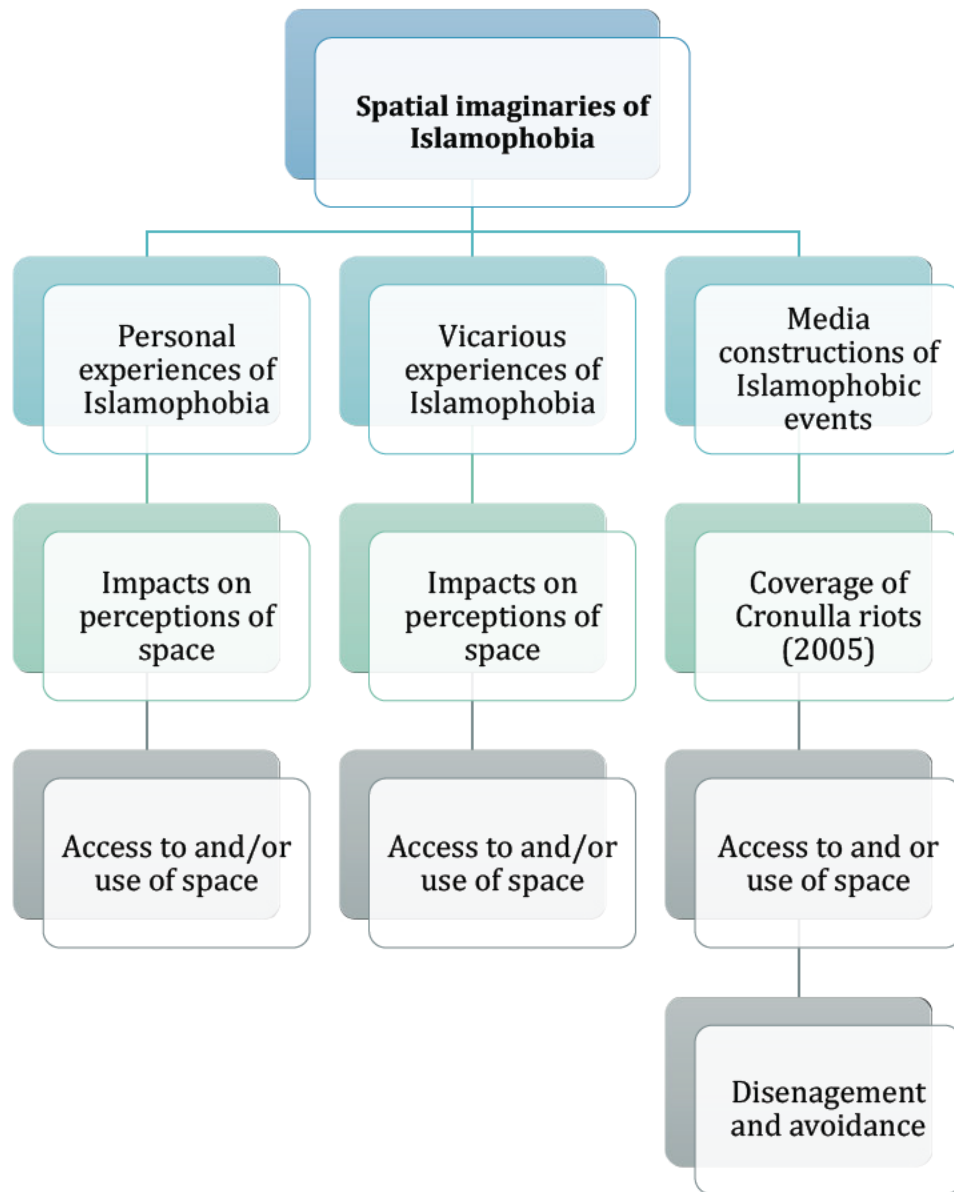 Spatial imaginaries of
Islamophobia
Personal
experiences of
Islamophobia
Vicarious
experiences of
Islamophobia
Media
constructions of
Islamophobic
events
Impacts on
perceptions of
space
Impacts on
perceptions of
space
Coverage of
Cronulla riots
(2005)
Access to and/or
use of space
Access to and/or
use of space
Access to and or
use of space
Disenagement
and avoidance